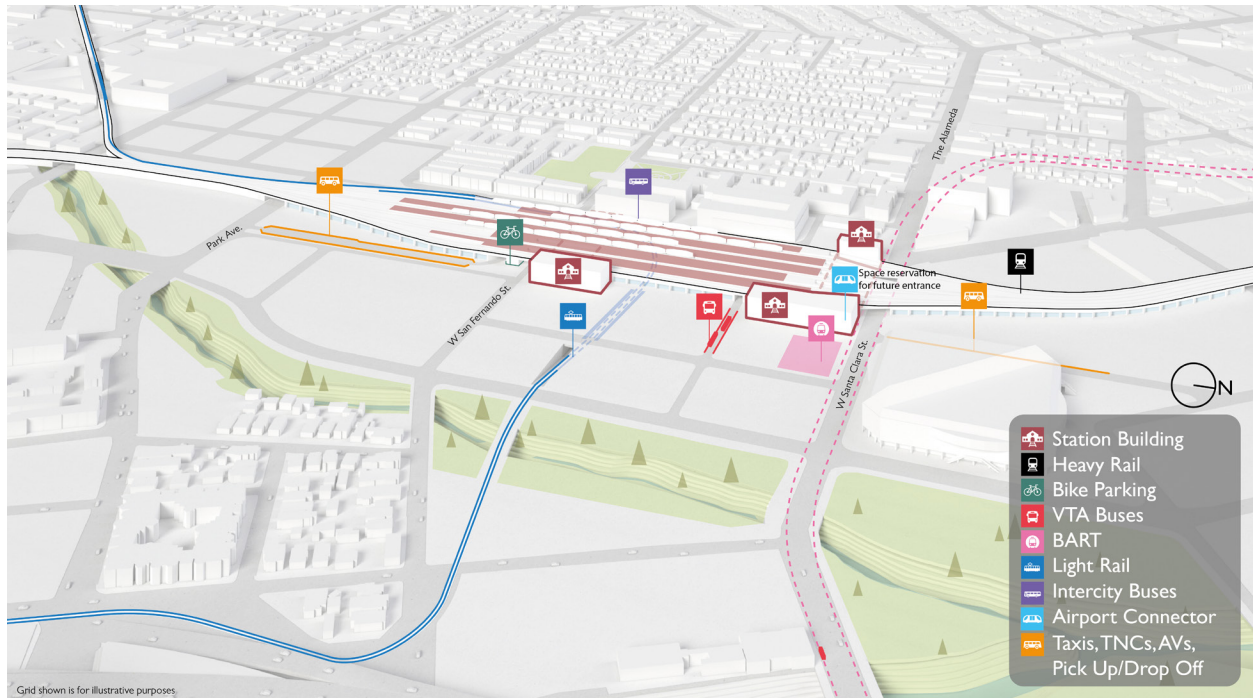 The Alameda
Park Ave.
Space reservation
for future entrance
W San Fernando St.
W Santa Clara St.
N
Station Building
Heavy Rail
Bike Parking
VTA Buses
BART
Light Rail
Intercity Buses
Airport Connector
Taxis, TNCs, AVs,
Pick Up/Drop Off
Grid shown is for illustrative purposes